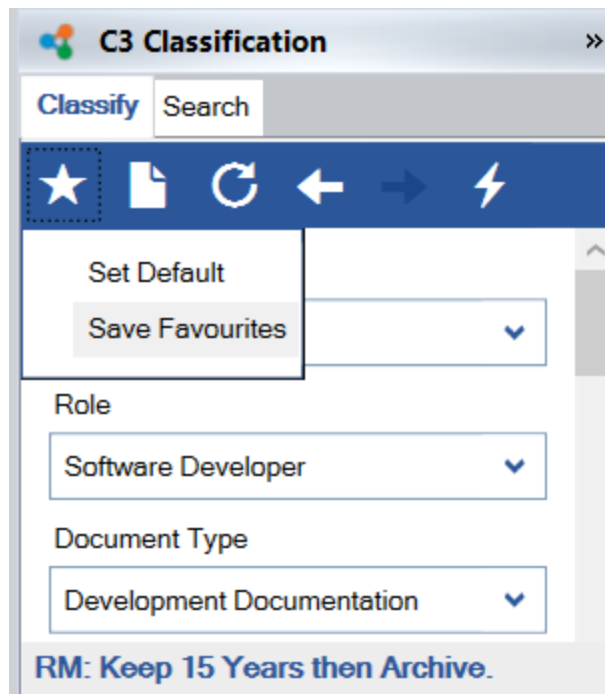 C3 Classification
Classify Search
Set Default
Save Favourites
Role
Software Developer
Document Type
Development Documentation
RM: Keep 15 Years then Archive.